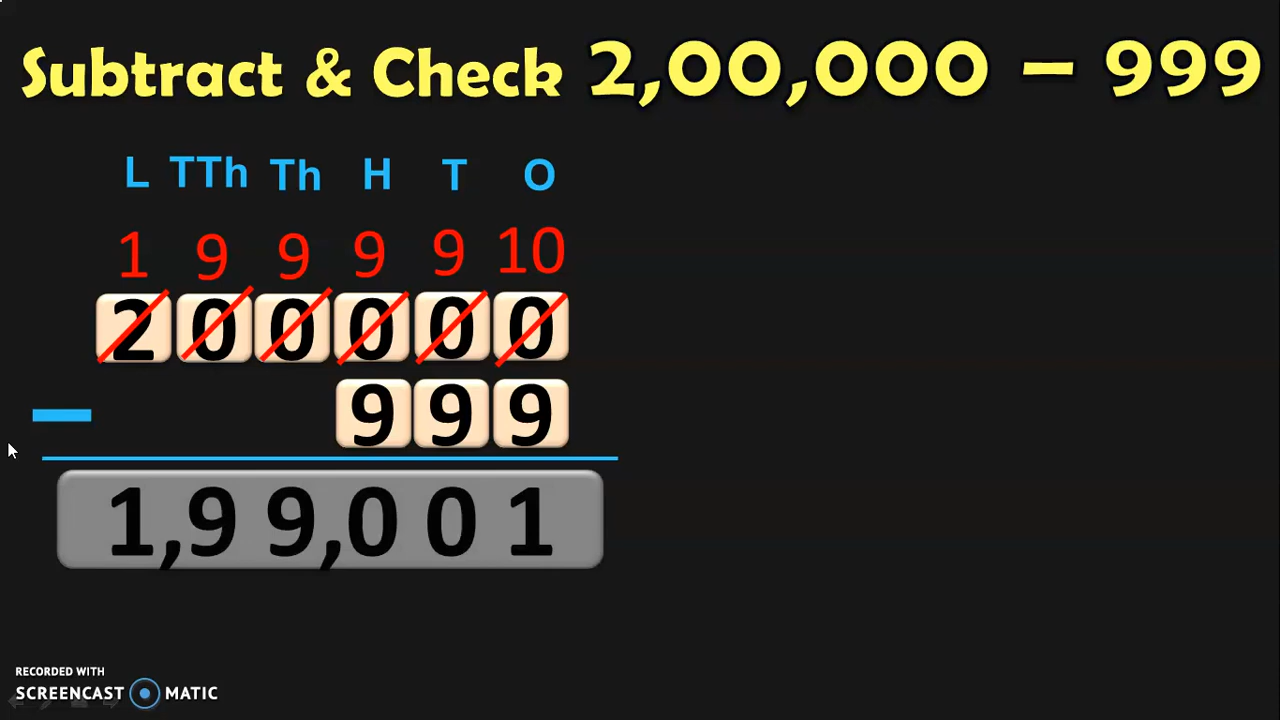 Subtract & Check 2,00,000 – 999
L TTh Th H T O
1 9 9 9 9 10
2 0 0 0 0 0
– 9 9 9
1,9 9,0 0 1
RECORDED WITH
SCREENCAST MATIC